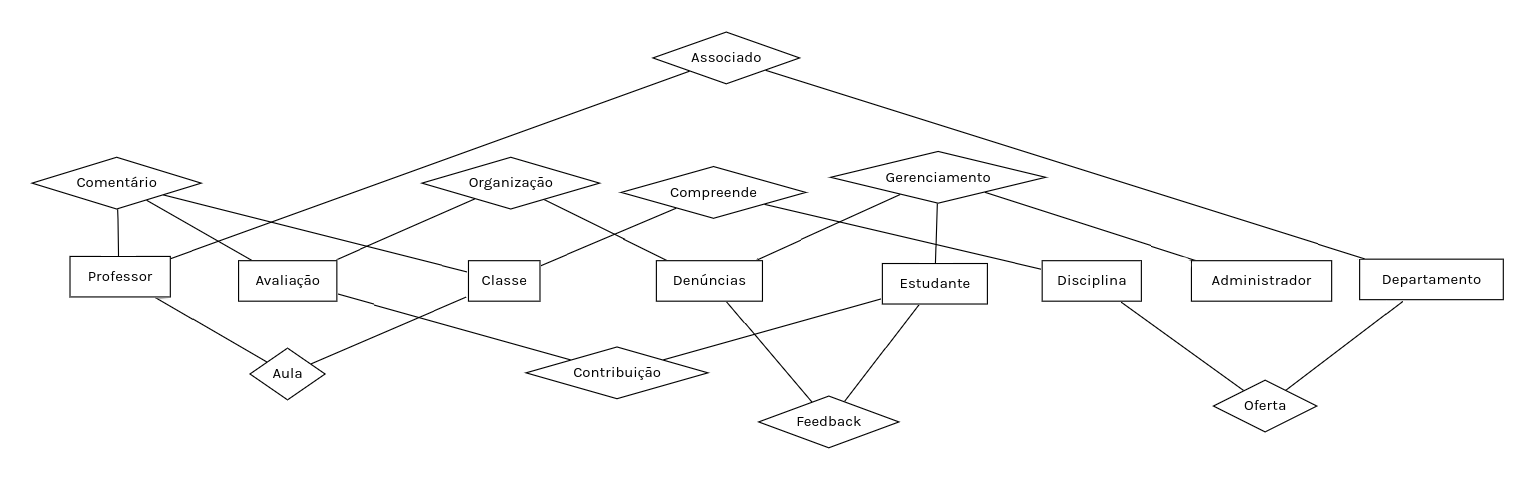 Associado
Comentário
Organização
Compreende
Gerenciamento
Professor
Avaliação
Classe
Denúncias
Estudante
Disciplina
Administrador
Departamento
Aula
Contribuição
Feedback
Oferta